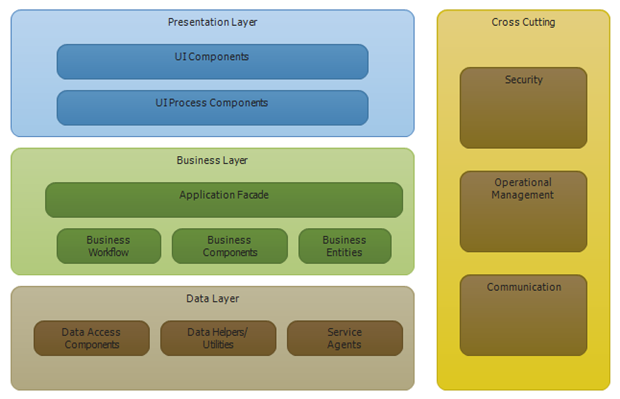 Presentation Layer
UI Components
UI Process Components
Business Layer
Application Facade
Business
Workflow
Business
Components
Business
Entities
Data Layer
Data Access
Components
Data Helpers/
Utilities
Service
Agents
Cross Cutting
Security
Operational
Management
Communication